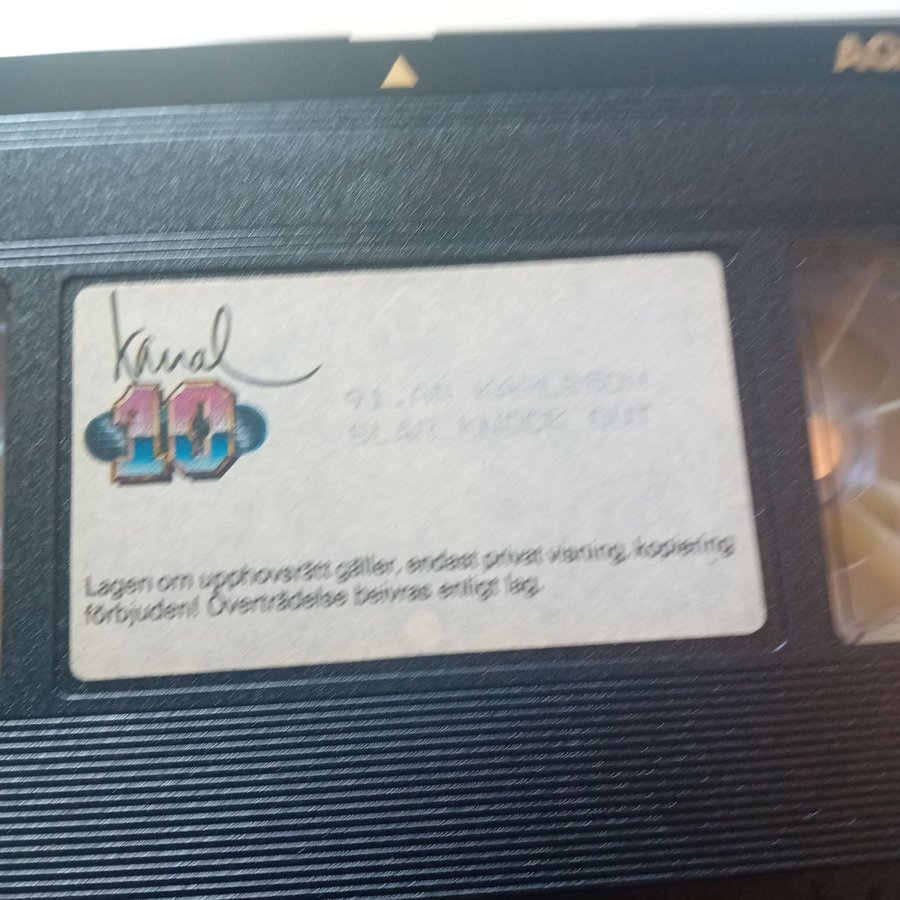 AG
kanal
10
91.AN KARLSSON
SLÅR KNOCK OUT
Lagen om upphovsrätt gäller, endast privat visning, kopiering
förbjuden! Överträdelse beivras enligt lag.